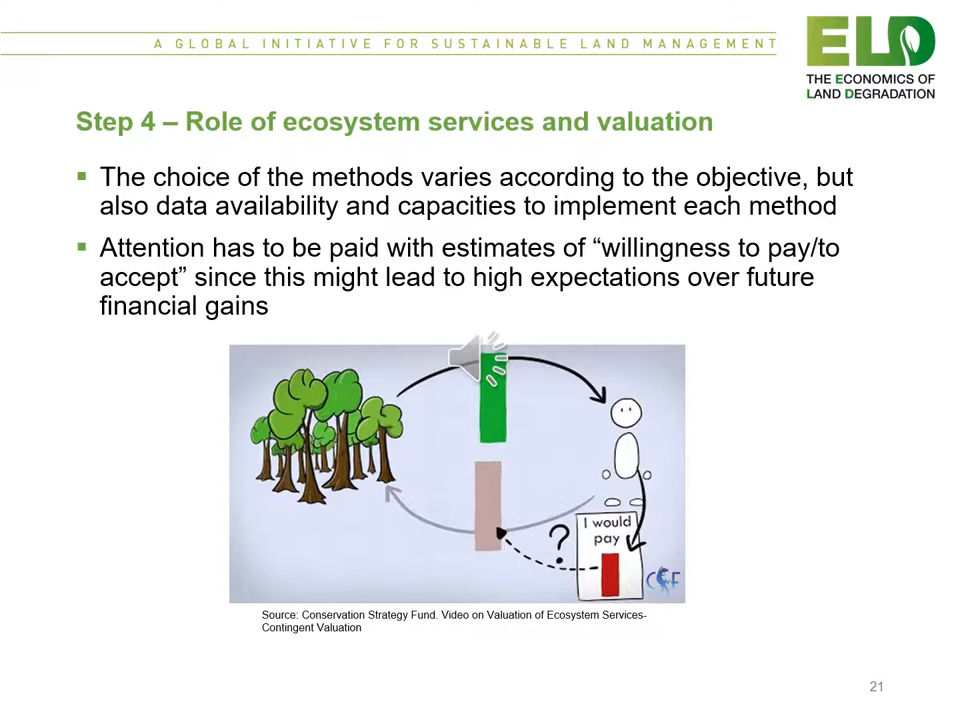 A GLOBAL INITIATIVE FOR SUSTAINABLE LAND MANAGEMENT
ELD
THE ECONOMICS OF
LAND DEGRADATION
Step 4 – Role of ecosystem services and valuation
▪ The choice of the methods varies according to the objective, but
also data availability and capacities to implement each method
▪ Attention has to be paid with estimates of “willingness to pay/to
accept” since this might lead to high expectations over future
financial gains
?
I would
pay
CSF
Source: Conservation Strategy Fund. Video on Valuation of Ecosystem Services-
Contingent Valuation
21